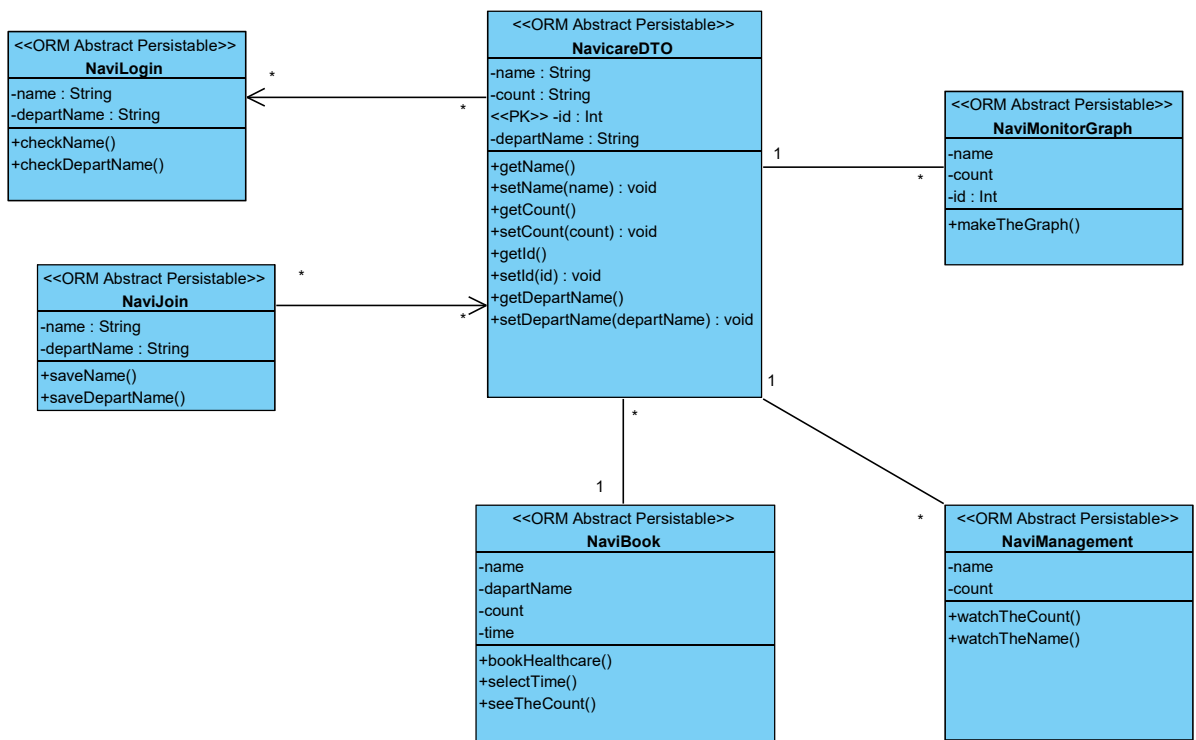 <<ORM Abstract Persistable>>
NaviLogin
-name : String
-departName : String
+checkName()
+checkDepartName()
*
*
<<ORM Abstract Persistable>>
NavicareDTO
-name : String
-count : String
<<PK>> -id : Int
-departName : String
+getName()
+setName(name) : void
+getCount()
+setCount(count) : void
+getId()
+setId(id) : void
+getDepartName()
+setDepartName(departName) : void
1
*
<<ORM Abstract Persistable>>
NaviMonitorGraph
-name
-count
-id : Int
+makeTheGraph()
<<ORM Abstract Persistable>>
NaviJoin
-name : String
-departName : String
+saveName()
+saveDepartName()
*
*
*
1
1
*
<<ORM Abstract Persistable>>
NaviBook
-name
-dapartName
-count
-time
+bookHealthcare()
+selectTime()
+seeTheCount()
<<ORM Abstract Persistable>>
NaviManagement
-name
-count
+watchTheCount()
+watchTheName()